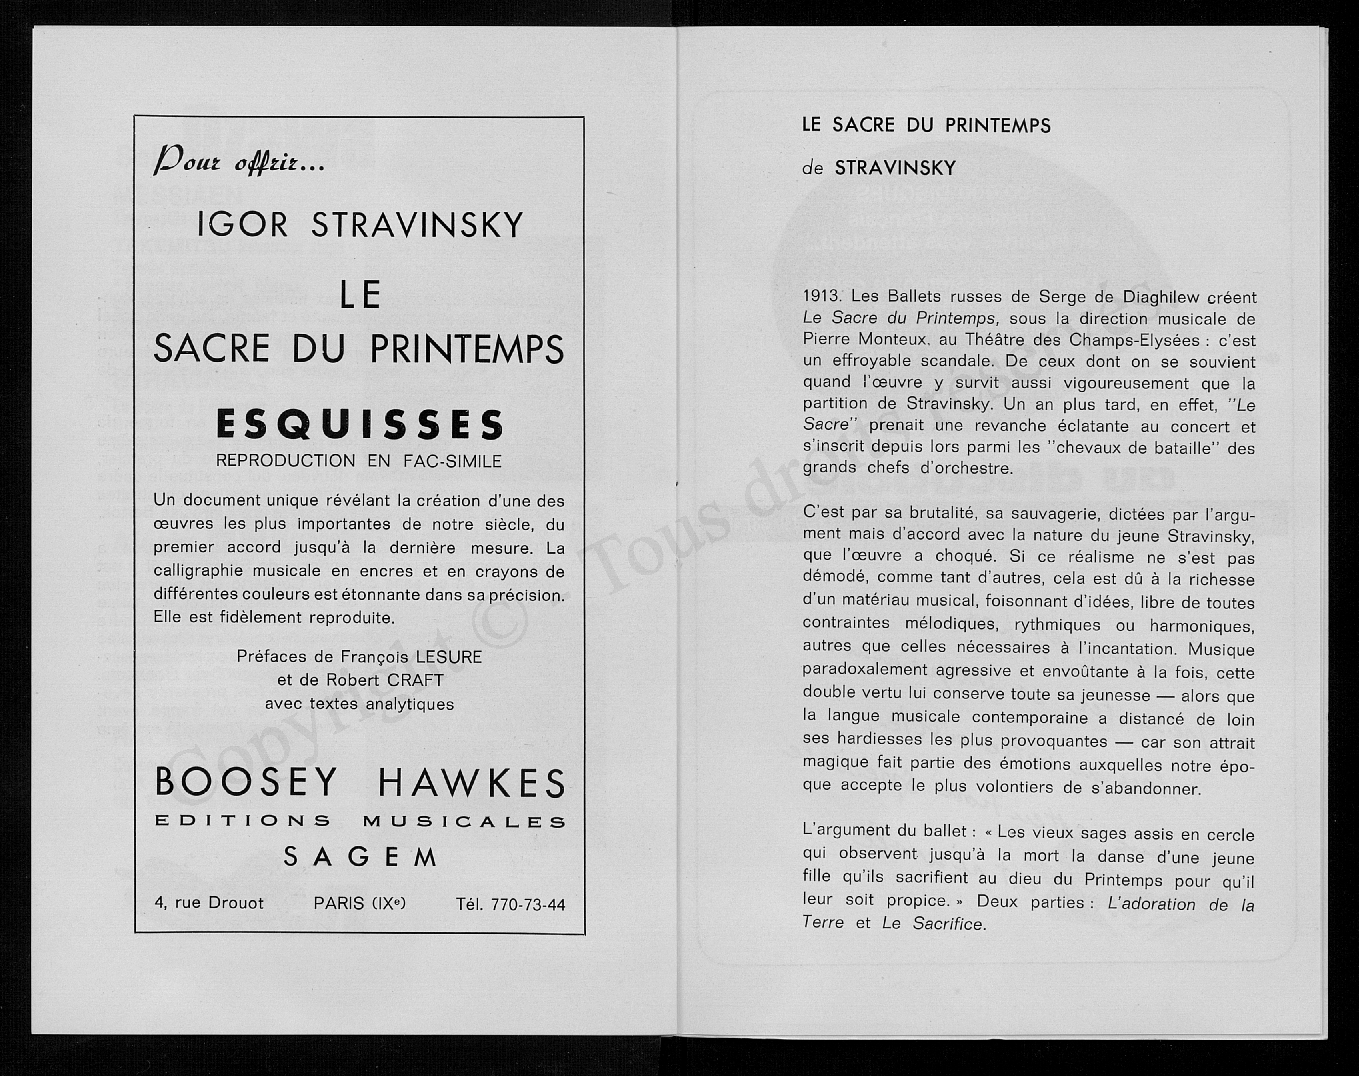 Pour offrir...
IGOR STRAVINSKY
LE
SACRE DU PRINTEMPS
ESQUISSES
REPRODUCTION EN FAC-SIMILE
Un document unique révélant la création d'une des
œuvres les plus importantes de notre siècle, du
premier accord jusqu'à la dernière mesure. La
calligraphie musicale en encres et en crayons de
différentes couleurs est étonnante dans sa précision.
Elle est fidèlement reproduite.
Préfaces de François LESURE
et de Robert CRAFT
avec textes analytiques
BOOSEY HAWKES
EDITIONS MUSICALES
SAGEM
4, rue Drouot PARIS (IXe) Tél. 770-73-44
LE SACRE DU PRINTEMPS
de STRAVINSKY
1913. Les Ballets russes de Serge de Diaghilew créent
Le Sacre du Printemps, sous la direction musicale de
Pierre Monteux, au Théâtre des Champs-Elysées : c'est
un effroyable scandale. De ceux dont on se souvient
quand l'œuvre y survit aussi vigoureusement que la
partition de Stravinsky. Un an plus tard, en effet, "Le
Sacre" prenait une revanche éclatante au concert et
s'inscrit depuis lors parmi les "chevaux de bataille" des
grands chefs d'orchestre.
C'est par sa brutalité, sa sauvagerie, dictées par l'argu-
ment mais d'accord avec la nature du jeune Stravinsky,
que l'œuvre a choqué. Si ce réalisme ne s'est pas
démodé, comme tant d'autres, cela est dû à la richesse
d'un matériau musical, foisonnant d'idées, libre de toutes
contraintes mélodiques, rythmiques ou harmoniques,
autres que celles nécessaires à l'incantation. Musique
paradoxalement agressive et envoûtante à la fois, cette
double vertu lui conserve toute sa jeunesse — alors que
la langue musicale contemporaine a distancé de loin
ses hardiesses les plus provoquantes — car son attrait
magique fait partie des émotions auxquelles notre épo-
que accepte le plus volontiers de s'abandonner.
L'argument du ballet : « Les vieux sages assis en cercle
qui observent jusqu'à la mort la danse d'une jeune
fille qu'ils sacrifient au dieu du Printemps pour qu'il
leur soit propice. » Deux parties : L'adoration de la
Terre et Le Sacrifice.
Copyright © - Tous droits réservés